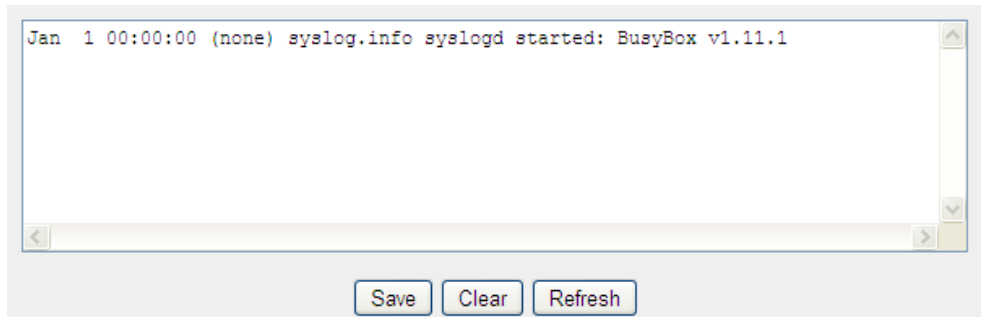 Jan  1 00:00:00 (none) syslog.info syslogd started: BusyBox v1.11.1
Save Clear Refresh